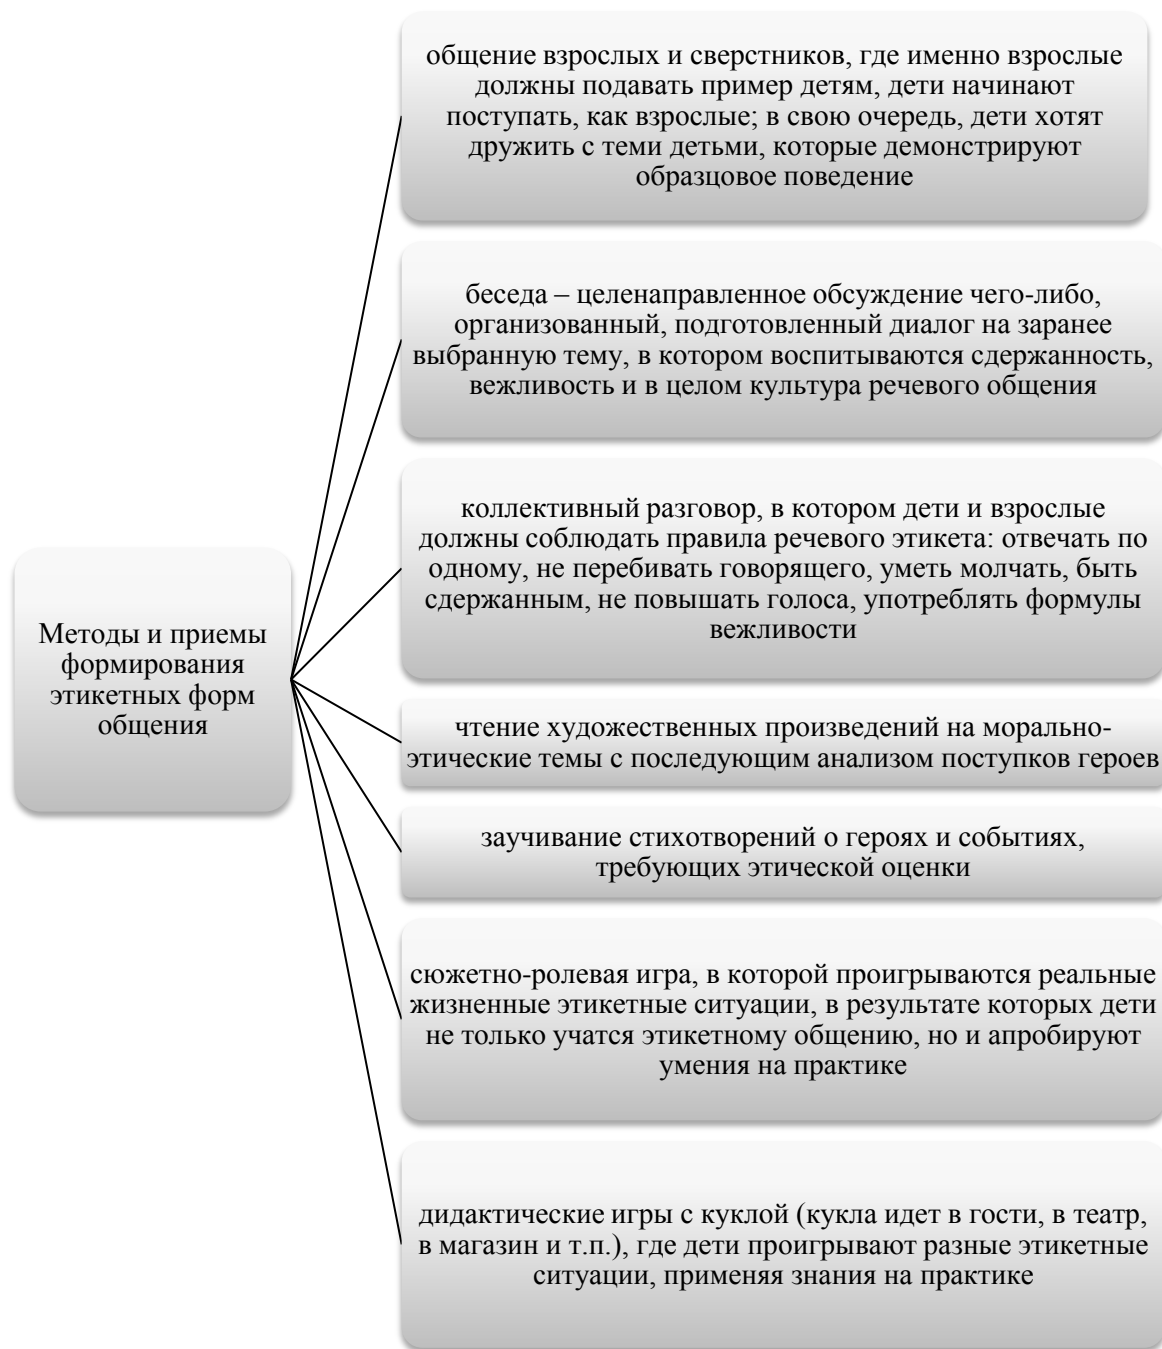 общение взрослых и сверстников, где именно взрослые
должны подавать пример детям, дети начинают
поступать, как взрослые; в свою очередь, дети хотят
дружить с теми детьми, которые демонстрируют
образцовое поведение
беседа – целенаправленное обсуждение чего-либо,
организованный, подготовленный диалог на заранее
выбранную тему, в котором воспитываются сдержанность,
вежливость и в целом культура речевого общения
коллективный разговор, в котором дети и взрослые
должны соблюдать правила речевого этикета: отвечать по
одному, не перебивать говорящего, уметь молчать, быть
сдержанным, не повышать голоса, употреблять формулы
вежливости
Методы и приемы
формирования
этикетных форм
общения
чтение художественных произведений на морально-
этические темы с последующим анализом поступков героев
заучивание стихотворений о героях и событиях,
требующих этической оценки
сюжетно-ролевая игра, в которой проигрываются реальные
жизненные этикетные ситуации, в результате которых дети
не только учатся этикетному общению, но и апробируют
умения на практике
дидактические игры с куклой (кукла идет в гости, в театр,
в магазин и т.п.), где дети проигрывают разные этикетные
ситуации, применяя знания на практике